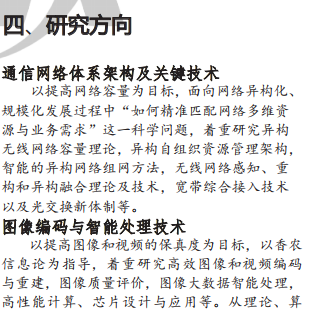 四、研究方向
通信网络体系架构及关键技术
以提高网络容量为目标，面向网络异构化、
规模化发展过程中“如何精准匹配网络多维资
源与业务需求”这一科学问题，着重研究异构
无线网络容量理论，异构自组织资源管理架构，
智能的异构网络组网方法，无线网络感知、重
构和异构融合理论及技术，宽带综合接入技术
以及光交换新体制等。
图像编码与智能处理技术
以提高图像和视频的保真度为目标，以香农
信息论为指导，着重研究高效图像和视频编码
与重建，图像质量评价，图像大数据智能处理，
高性能计算、芯片设计与应用等。从理论、算